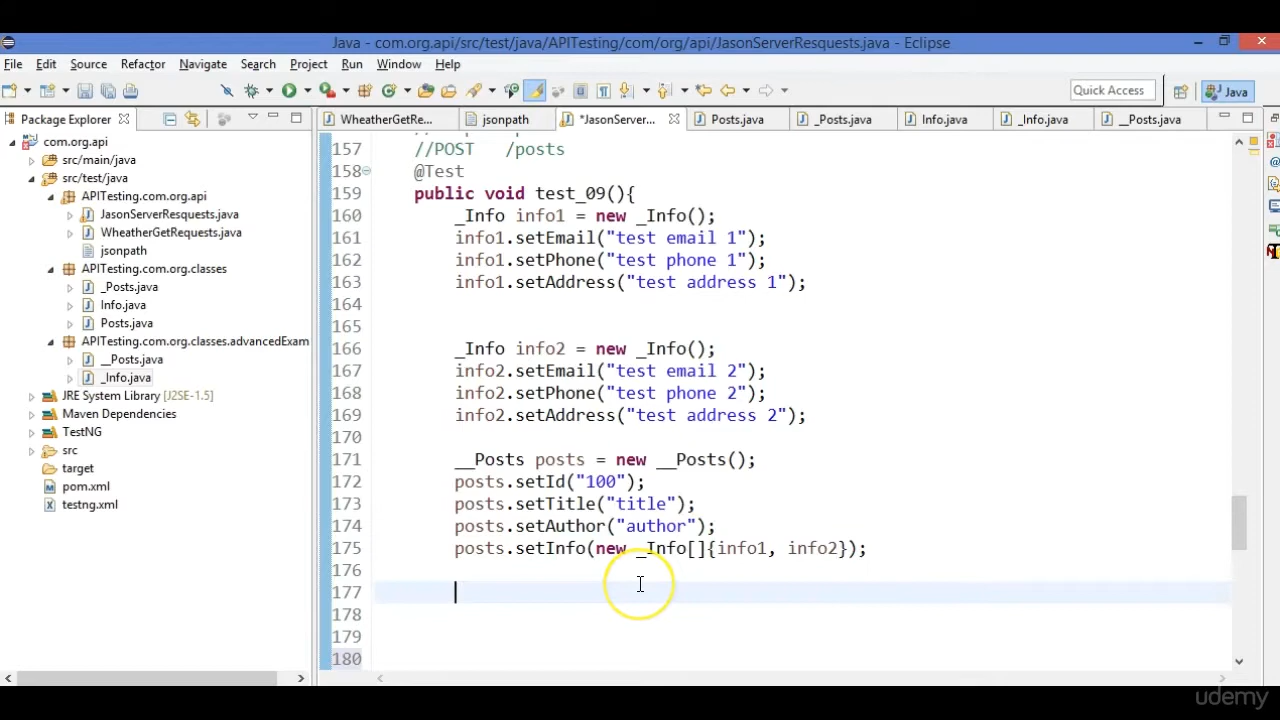 Java - com.org.api/src/test/java/APITesting/com/org/api/JasonServerResquests.java - Eclipse
File Edit Source Refactor Navigate Search Project Run Window Help
Quick Access Java
Package Explorer WheatherGetRe... jsonpath *JasonServer... Posts.java _Posts.java Info.java _Info.java __Posts.java
com.org.api
src/main/java
src/test/java
APITesting.com.org.api
JasonServerResquests.java
WheatherGetRequests.java
jsonpath
APITesting.com.org.classes
_Posts.java
Info.java
Posts.java
APITesting.com.org.classes.advancedExam
__Posts.java
_Info.java
JRE System Library [J2SE-1.5]
Maven Dependencies
TestNG
src
target
pom.xml
testng.xml
157 //POST /posts
158 @Test
159 public void test_09(){
160 _Info info1 = new _Info();
161 info1.setEmail("test email 1");
162 info1.setPhone("test phone 1");
163 info1.setAddress("test address 1");
164
165
166 _Info info2 = new _Info();
167 info2.setEmail("test email 2");
168 info2.setPhone("test phone 2");
169 info2.setAddress("test address 2");
170
171 __Posts posts = new __Posts();
172 posts.setId("100");
173 posts.setTitle("title");
174 posts.setAuthor("author");
175 posts.setInfo(new _Info[]{info1, info2});
176
177
178
179
180
udemy